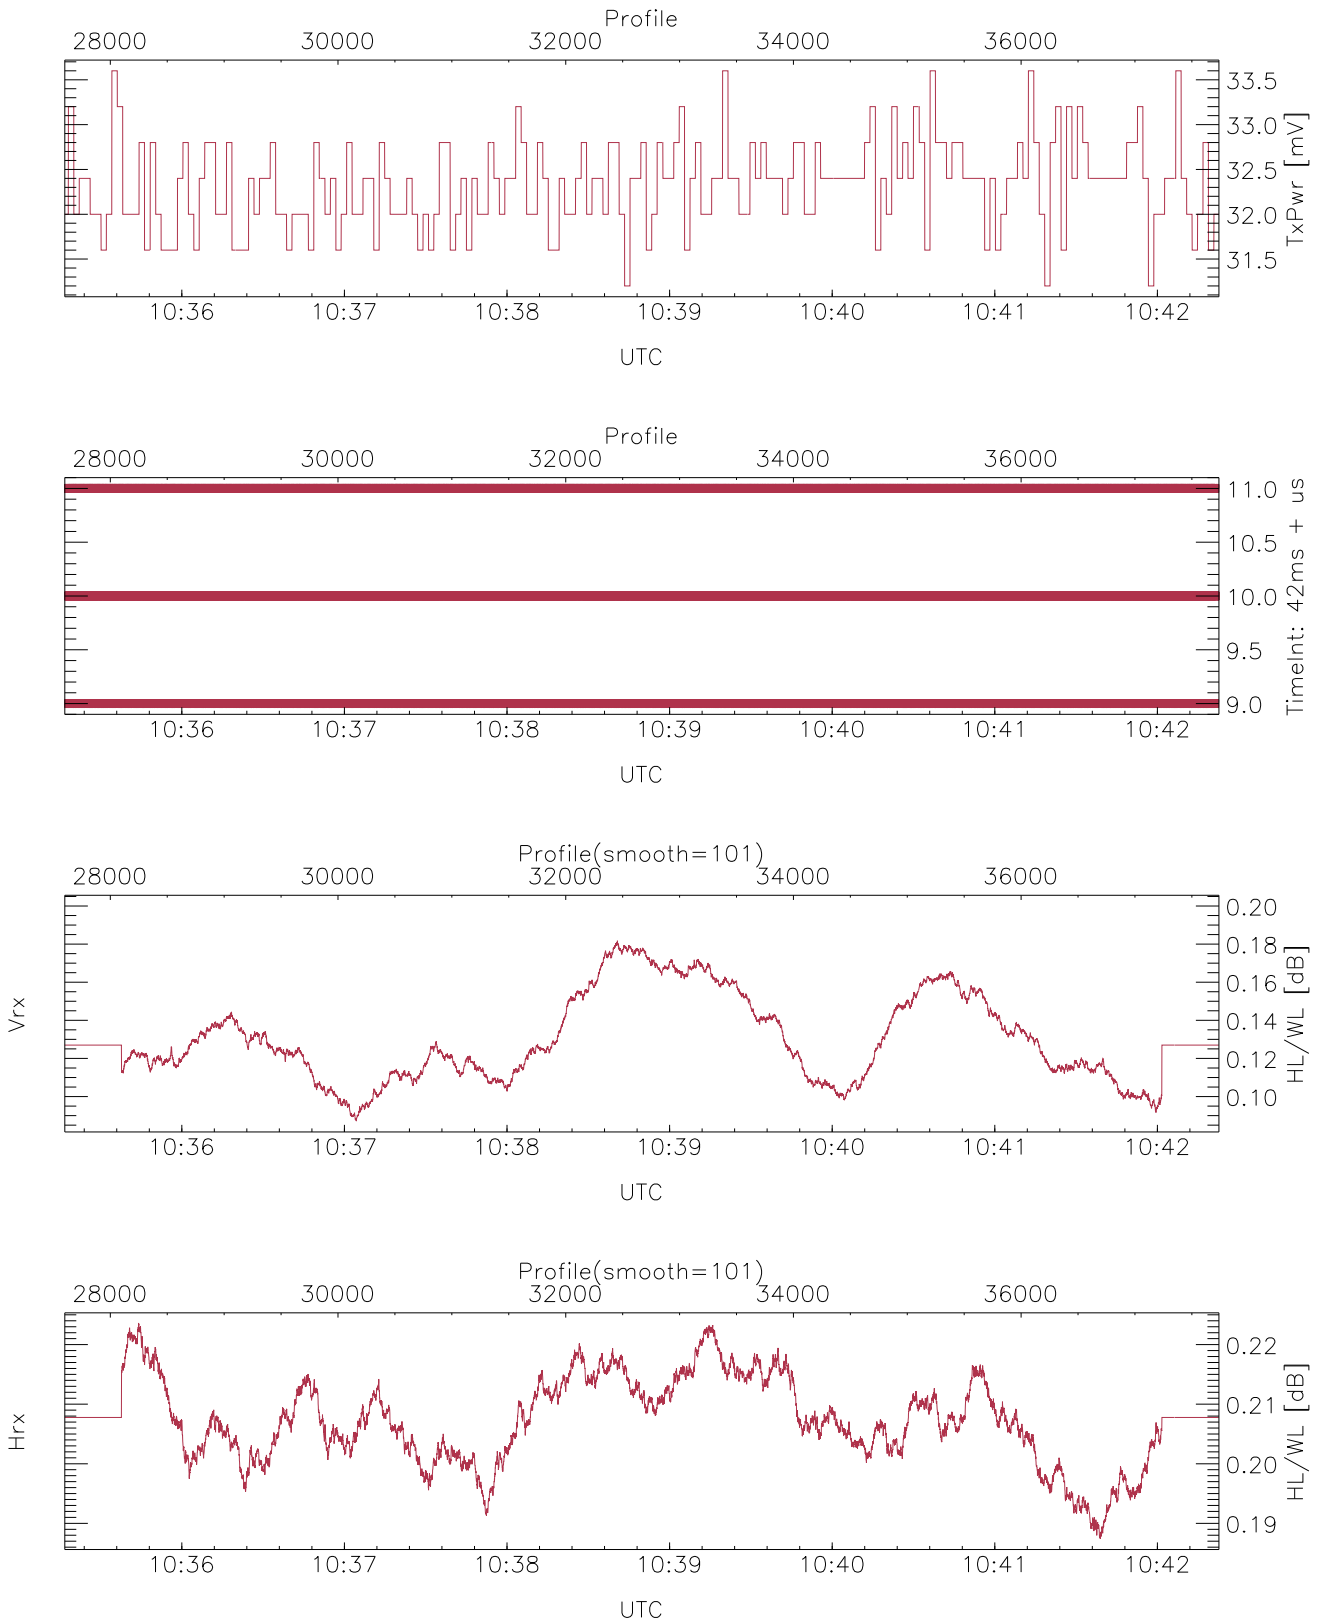 Profile
28000 30000 32000 34000 36000
33.5
33.0
32.5
32.0
31.5
TxPwr [mV]
10:36 10:37 10:38 10:39 10:40 10:41 10:42
UTC
Profile
28000 30000 32000 34000 36000
11.0
10.5
10.0
9.5
9.0
TimeInt: 42ms + us
10:36 10:37 10:38 10:39 10:40 10:41 10:42
UTC
Profile(smooth=101)
28000 30000 32000 34000 36000
Vrx
0.20
0.18
0.16
0.14
0.12
0.10
HL/WL [dB]
10:36 10:37 10:38 10:39 10:40 10:41 10:42
UTC
Profile(smooth=101)
28000 30000 32000 34000 36000
Hrx
0.22
0.21
0.20
0.19
HL/WL [dB]
10:36 10:37 10:38 10:39 10:40 10:41 10:42
UTC